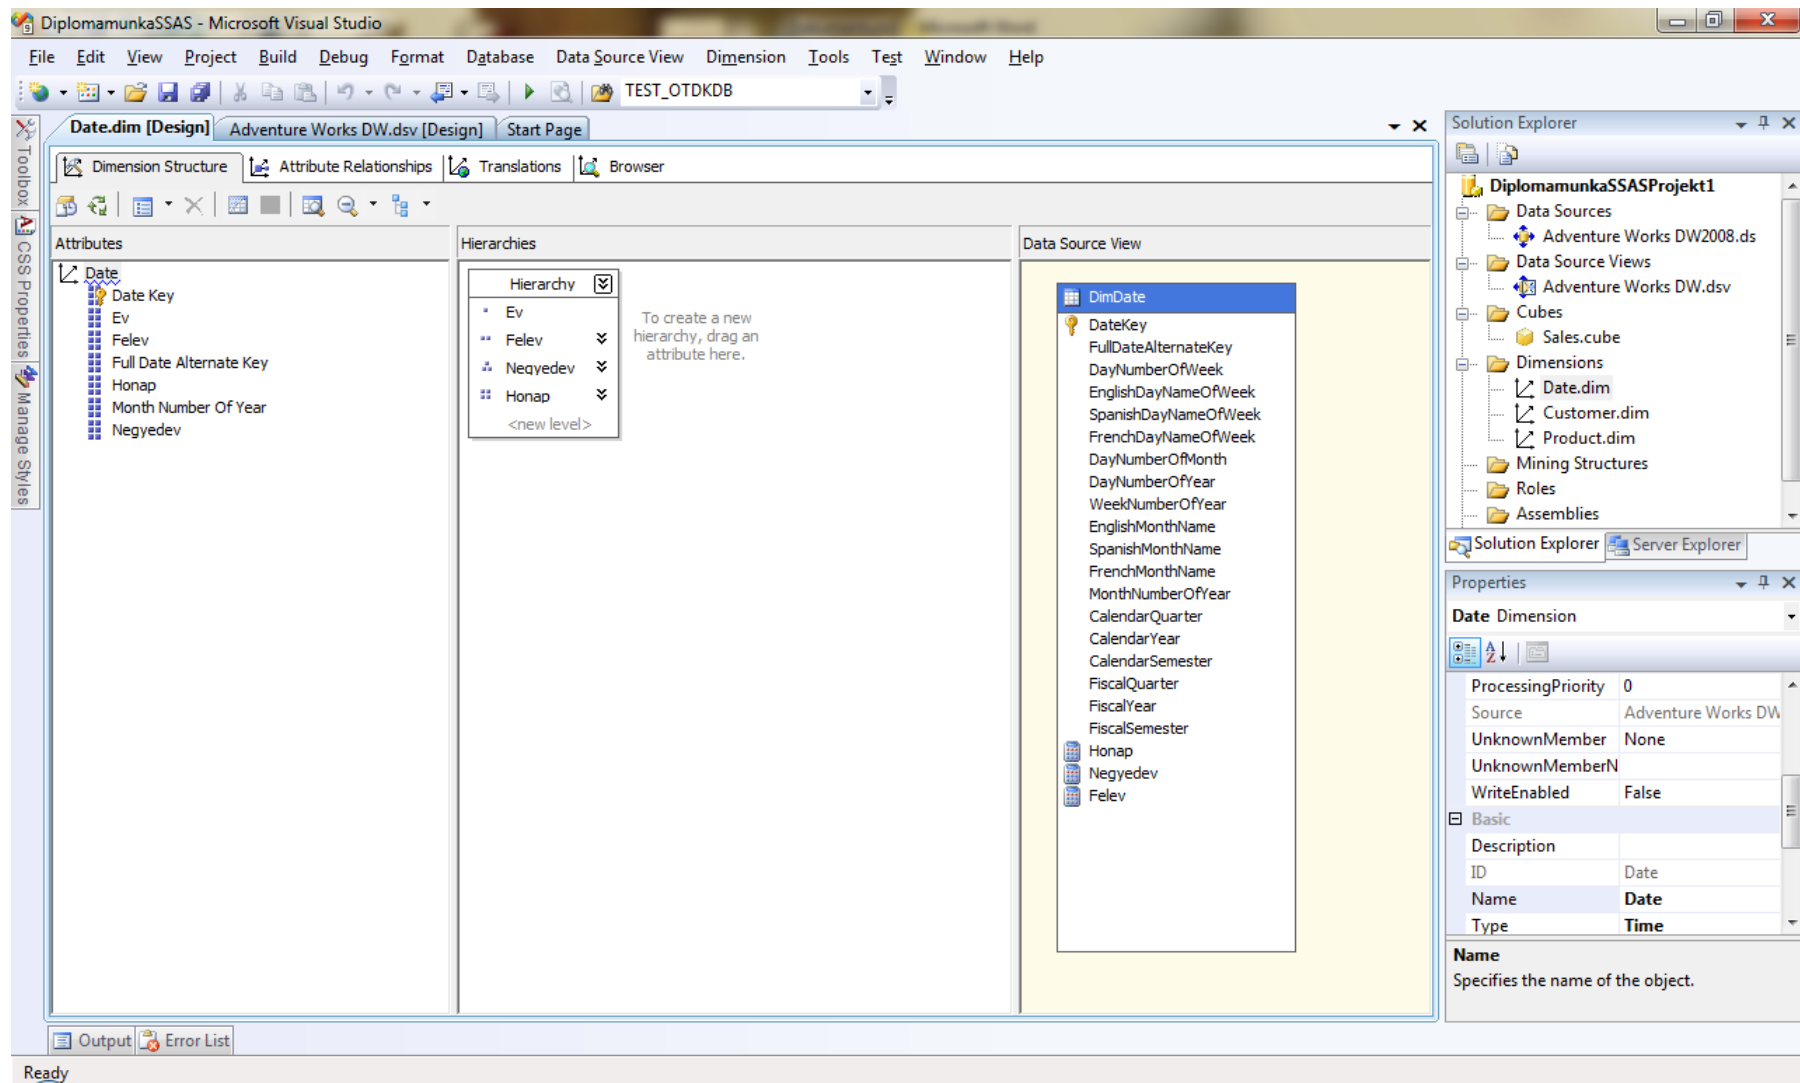 DiplomamunkaSSAS - Microsoft Visual Studio
File Edit View Project Build Debug Format Database Data Source View Dimension Tools Test Window Help
TEST_OTDKDB
Date.dim [Design] Adventure Works DW.dsv [Design] Start Page
Dimension Structure Attribute Relationships Translations Browser
Toolbox
CSS Properties
Manage Styles
Attributes
Date
Date Key
Ev
Felev
Full Date Alternate Key
Honap
Month Number Of Year
Negyedev
Hierarchies
Hierarchy
Ev
Felev
Negyedev
Honap
<new level>
To create a new
hierarchy, drag an
attribute here.
Data Source View
DimDate
DateKey
FullDateAlternateKey
DayNumberOfWeek
EnglishDayNameOfWeek
SpanishDayNameOfWeek
FrenchDayNameOfWeek
DayNumberOfMonth
DayNumberOfYear
WeekNumberOfYear
EnglishMonthName
SpanishMonthName
FrenchMonthName
MonthNumberOfYear
CalendarQuarter
CalendarYear
CalendarSemester
FiscalQuarter
FiscalYear
FiscalSemester
Honap
Negyedev
Felev
Solution Explorer
DiplomamunkaSSASProjekt1
Data Sources
Adventure Works DW2008.ds
Data Source Views
Adventure Works DW.dsv
Cubes
Sales.cube
Dimensions
Date.dim
Customer.dim
Product.dim
Mining Structures
Roles
Assemblies
Solution Explorer Server Explorer
Properties
Date Dimension
ProcessingPriority 0
Source Adventure Works DW
UnknownMember None
UnknownMemberN
WriteEnabled False
Basic
Description
ID Date
Name Date
Type Time
Name
Specifies the name of the object.
Output Error List
Ready